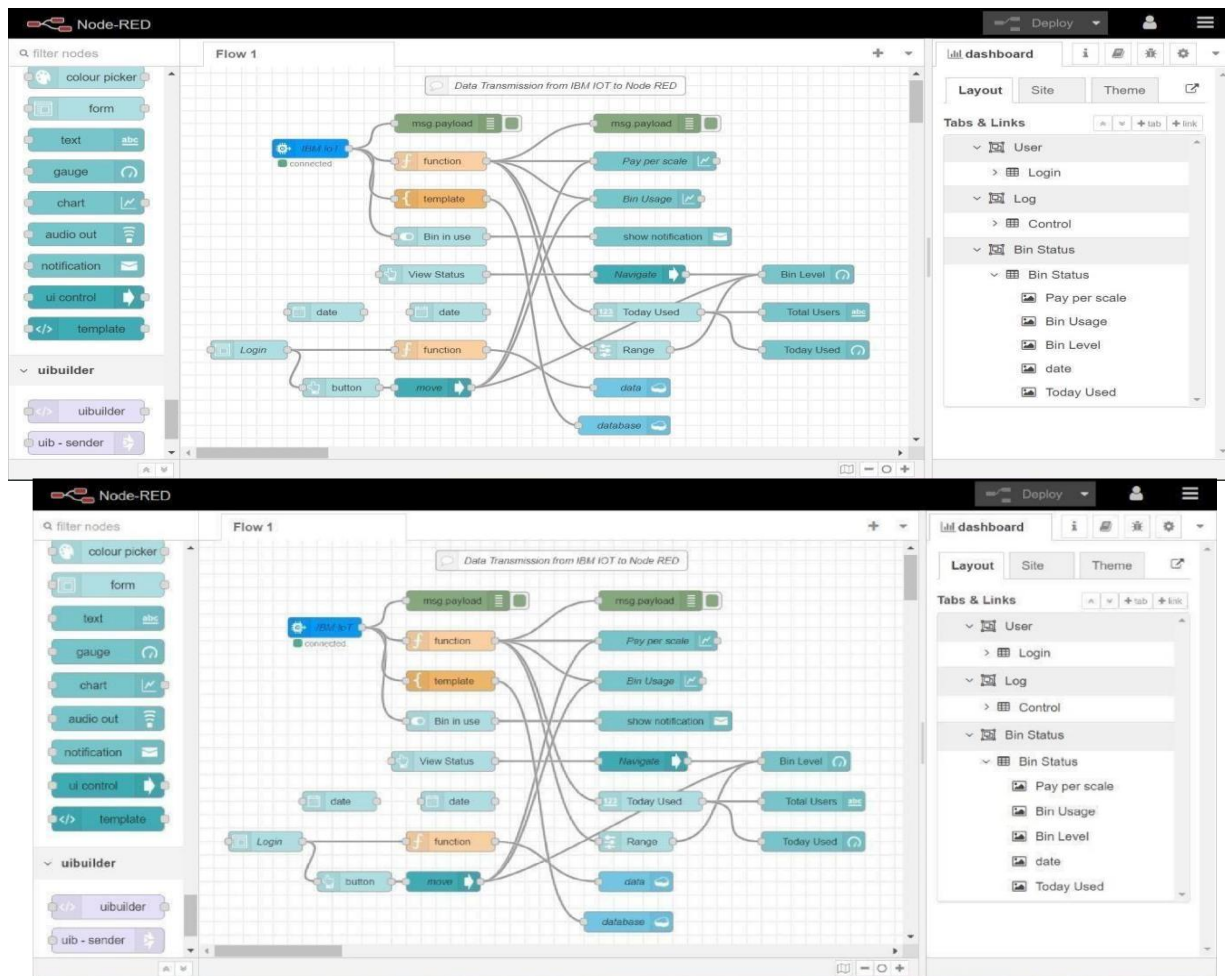 Node-RED
Deploy
filter nodes
Flow 1
dashboard
i
colour picker
form
text
abc
gauge
chart
audio out
notification
ui control
</> template
uibuilder
</> uibuilder
uib - sender
Data Transmission from IBM IOT to Node RED
msg.payload
msg.payload
IBM IoT
connected
f function
Pay per scale
{ template
Bin Usage
Bin in use
show notification
View Status
Navigate
Bin Level
date
date
123 Today Used
Total Users abc
Login
f function
Range
Today Used
button
move
data
database
Layout
Site
Theme
Tabs & Links
+ tab
+ link
User
Login
Log
Control
Bin Status
Bin Status
Pay per scale
Bin Usage
Bin Level
date
Today Used
Node-RED
Deploy
filter nodes
Flow 1
dashboard
i
colour picker
form
text
abc
gauge
chart
audio out
notification
ui control
</> template
uibuilder
</> uibuilder
uib - sender
Data Transmission from IBM IOT to Node RED
msg.payload
msg.payload
IBM IoT
connected
f function
Pay per scale
{ template
Bin Usage
Bin in use
show notification
View Status
Navigate
Bin Level
date
date
123 Today Used
Total Users abc
Login
f function
Range
Today Used
button
move
data
database
Layout
Site
Theme
Tabs & Links
+ tab
+ link
User
Login
Log
Control
Bin Status
Bin Status
Pay per scale
Bin Usage
Bin Level
date
Today Used